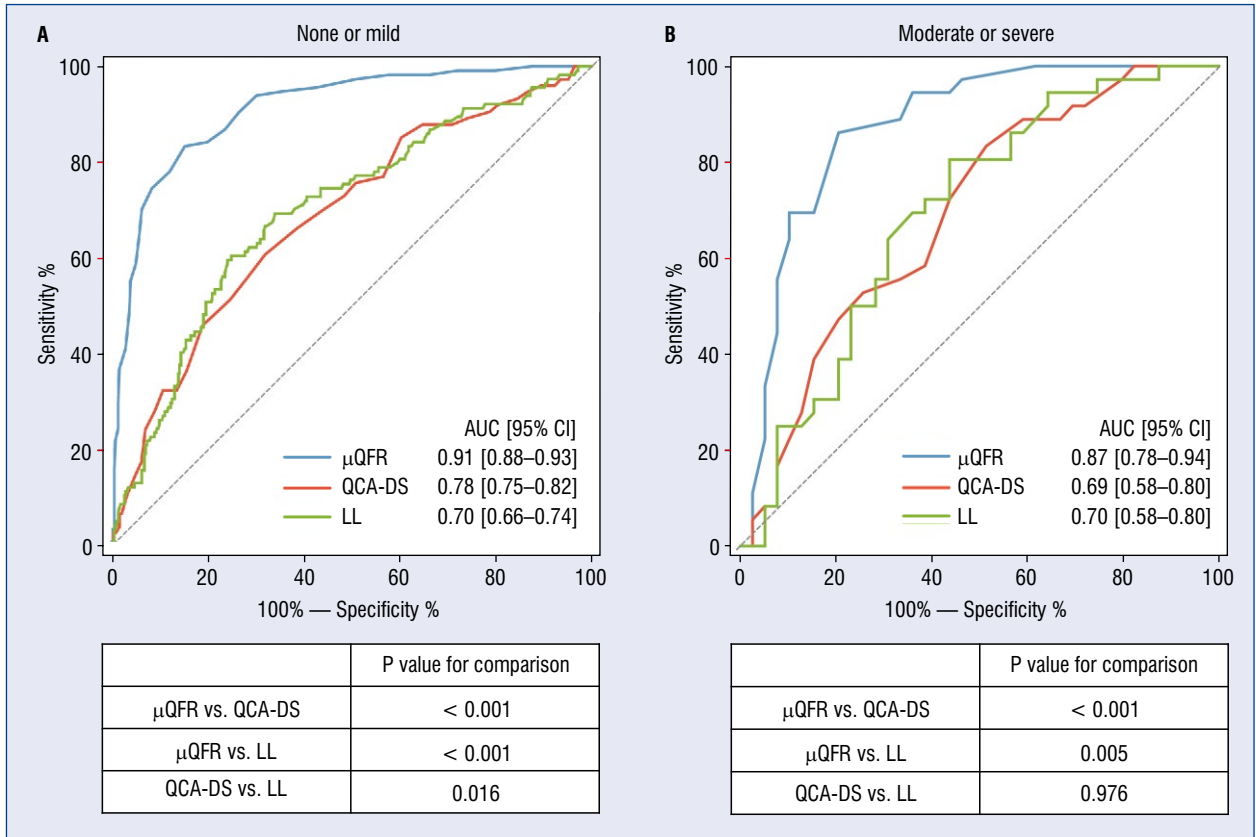 A None or mild
100
80
60
40
20
0
Sensitivity %
AUC [95% CI]
μQFR 0.91 [0.88–0.93]
QCA-DS 0.78 [0.75–0.82]
LL 0.70 [0.66–0.74]
0 20 40 60 80 100
100% — Specificity %
P value for comparison
μQFR vs. QCA-DS < 0.001
μQFR vs. LL < 0.001
QCA-DS vs. LL 0.016
B Moderate or severe
100
80
60
40
20
0
Sensitivity %
AUC [95% CI]
μQFR 0.87 [0.78–0.94]
QCA-DS 0.69 [0.58–0.80]
LL 0.70 [0.58–0.80]
0 20 40 60 80 100
100% — Specificity %
P value for comparison
μQFR vs. QCA-DS < 0.001
μQFR vs. LL 0.005
QCA-DS vs. LL 0.976